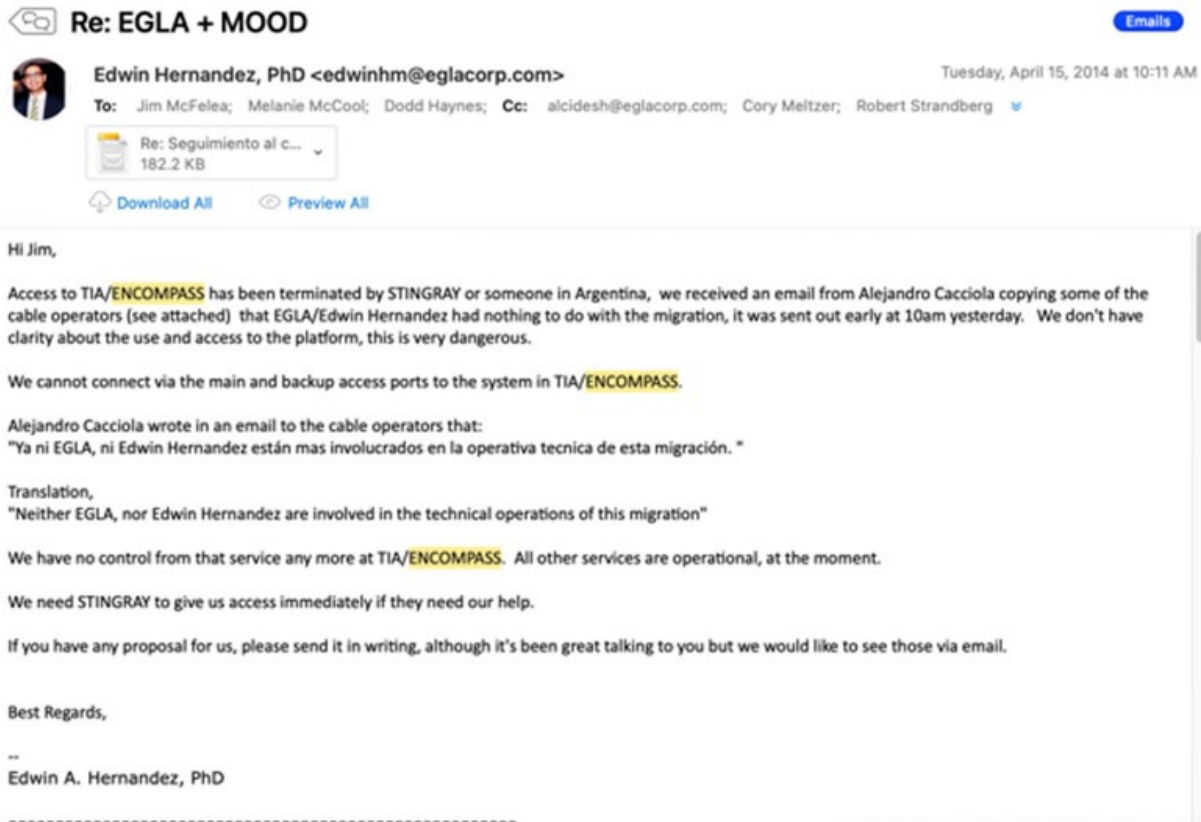 Re: EGLA + MOOD
Emails
Edwin Hernandez, PhD <edwinhm@eglacorp.com>
Tuesday, April 15, 2014 at 10:11 AM
To: Jim McFelea; Melanie McCool; Dodd Haynes; Cc: alcidesh@eglacorp.com; Cory Meltzer; Robert Strandberg
Re: Seguimiento al c...
182.2 KB
Download All Preview All
Hi Jim,
Access to TIA/ENCOMPASS has been terminated by STINGRAY or someone in Argentina, we received an email from Alejandro Cacciola copying some of the
cable operators (see attached) that EGLA/Edwin Hernandez had nothing to do with the migration, it was sent out early at 10am yesterday. We don't have
clarity about the use and access to the platform, this is very dangerous.
We cannot connect via the main and backup access ports to the system in TIA/ENCOMPASS.
Alejandro Cacciola wrote in an email to the cable operators that:
"Ya ni EGLA, ni Edwin Hernandez están mas involucrados en la operativa tecnica de esta migración. "
Translation,
"Neither EGLA, nor Edwin Hernandez are involved in the technical operations of this migration"
We have no control from that service any more at TIA/ENCOMPASS. All other services are operational, at the moment.
We need STINGRAY to give us access immediately if they need our help.
If you have any proposal for us, please send it in writing, although it's been great talking to you but we would like to see those via email.
Best Regards,
--
Edwin A. Hernandez, PhD